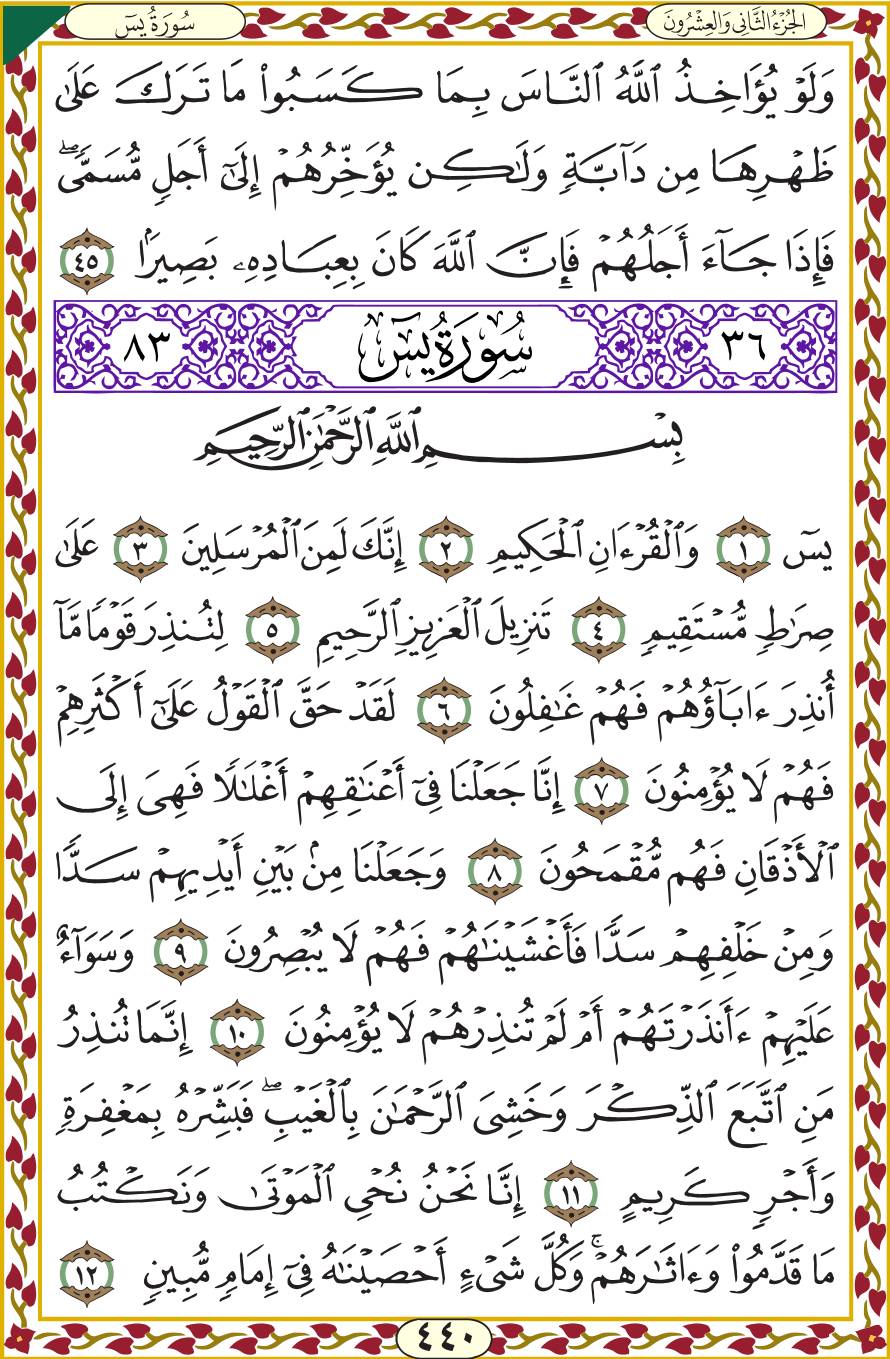 الجُزْءُ الثَّانِي وَالعِشْرُونَ
سُورَةُ يسٓ
وَلَوْ يُؤَاخِذُ ٱللَّهُ ٱلنَّاسَ بِمَا كَسَبُوا۟ مَا تَرَكَ عَلَىٰ
ظَهْرِهَا مِن دَآبَّةٍ وَلَـٰكِن يُؤَخِّرُهُمْ إِلَىٰٓ أَجَلٍ مُّسَمًّى ۖ
فَإِذَا جَآءَ أَجَلُهُمْ فَإِنَّ ٱللَّهَ كَانَ بِعِبَادِهِۦ بَصِيرًۢا ٤٥
٣٦ سُورَةُ يسٓ ٨٣
بِسْمِ ٱللَّهِ ٱلرَّحْمَـٰنِ ٱلرَّحِيمِ
يسٓ ١ وَٱلْقُرْءَانِ ٱلْحَكِيمِ ٢ إِنَّكَ لَمِنَ ٱلْمُرْسَلِينَ ٣ عَلَىٰ
صِرَٰطٍ مُّسْتَقِيمٍ ٤ تَنزِيلَ ٱلْعَزِيزِ ٱلرَّحِيمِ ٥ لِتُنذِرَ قَوْمًا مَّآ
أُنذِرَ ءَابَآؤُهُمْ فَهُمْ غَـٰفِلُونَ ٦ لَقَدْ حَقَّ ٱلْقَوْلُ عَلَىٰٓ أَكْثَرِهِمْ
فَهُمْ لَا يُؤْمِنُونَ ٧ إِنَّا جَعَلْنَا فِىٓ أَعْنَـٰقِهِمْ أَغْلَـٰلًا فَهِىَ إِلَى
ٱلْأَذْقَانِ فَهُم مُّقْمَحُونَ ٨ وَجَعَلْنَا مِنۢ بَيْنِ أَيْدِيهِمْ سَدًّا
وَمِنْ خَلْفِهِمْ سَدًّا فَأَغْشَيْنَـٰهُمْ فَهُمْ لَا يُبْصِرُونَ ٩ وَسَوَآءٌ
عَلَيْهِمْ ءَأَنذَرْتَهُمْ أَمْ لَمْ تُنذِرْهُمْ لَا يُؤْمِنُونَ ١٠ إِنَّمَا تُنذِرُ
مَنِ ٱتَّبَعَ ٱلذِّكْرَ وَخَشِىَ ٱلرَّحْمَـٰنَ بِٱلْغَيْبِ ۖ فَبَشِّرْهُ بِمَغْفِرَةٍ
وَأَجْرٍ كَرِيمٍ ١١ إِنَّا نَحْنُ نُحْىِ ٱلْمَوْتَىٰ وَنَكْتُبُ
مَا قَدَّمُوا۟ وَءَاثَـٰرَهُمْ ۚ وَكُلَّ شَىْءٍ أَحْصَيْنَـٰهُ فِىٓ إِمَامٍ مُّبِينٍ ١٢
٤٤٠